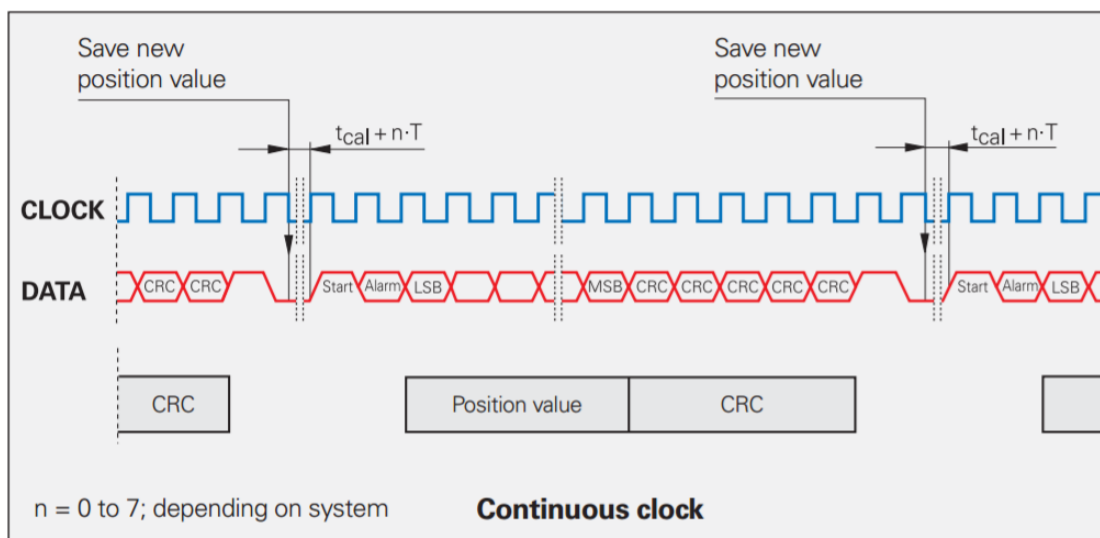 Save new
position value
Save new
position value
tcal + n·T
tcal + n·T
CLOCK
DATA
CRC CRC Start Alarm LSB MSB CRC CRC CRC CRC CRC Start Alarm LSB
CRC Position value CRC
n = 0 to 7; depending on system Continuous clock